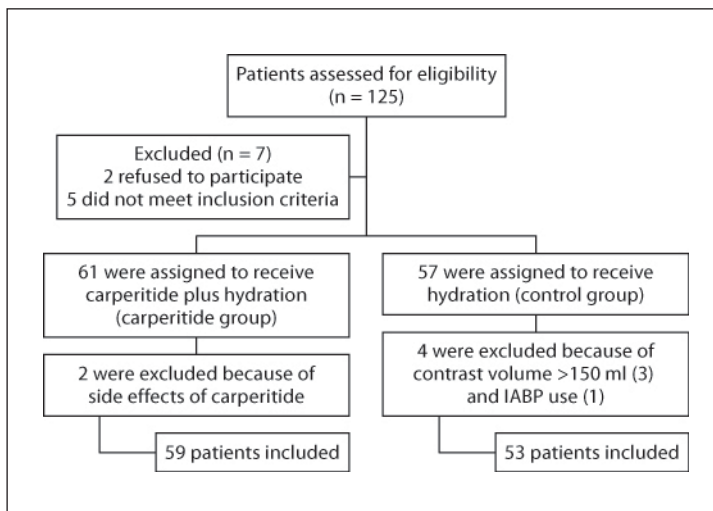 Patients assessed for eligibility
(n = 125)
Excluded (n = 7)
2 refused to participate
5 did not meet inclusion criteria
61 were assigned to receive
carperitide plus hydration
(carperitide group)
57 were assigned to receive
hydration (control group)
2 were excluded because of
side effects of carperitide
4 were excluded because of
contrast volume >150 ml (3)
and IABP use (1)
59 patients included
53 patients included